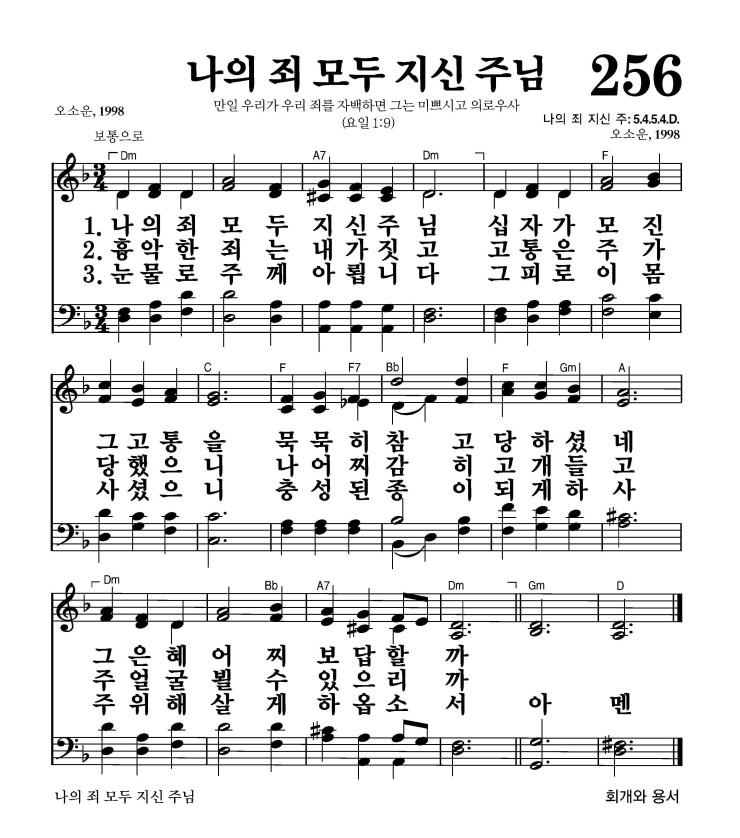 나의 죄 모두 지신 주님 256
만일 우리가 우리 죄를 자백하면 그는 미쁘시고 의로우사
(요일 1:9)
오소운, 1998
나의 죄 지신 주: 5.4.5.4.D.
오소운, 1998
보통으로
Dm A7 Dm F
1. 나의 죄 모 두 지신주 님 십자가 모진
2. 흉악한 죄 는 내가짓 고 고통은 주가
3. 눈물로 주 께 아룁니 다 그피로 이몸
C F F7 Bb F Gm A
그고통 을 묵묵히 참 고 당하셨 네
당했으 니 나어찌 감 히 고개들 고
사셨으 니 충성된 종 이 되게하 사
Dm Bb A7 Dm Gm D
그은혜 어찌 보답할 까
주얼굴 뵐수 있으리 까
주위해 살게 하옵소 서 아 멘
나의 죄 모두 지신 주님 회개와 용서